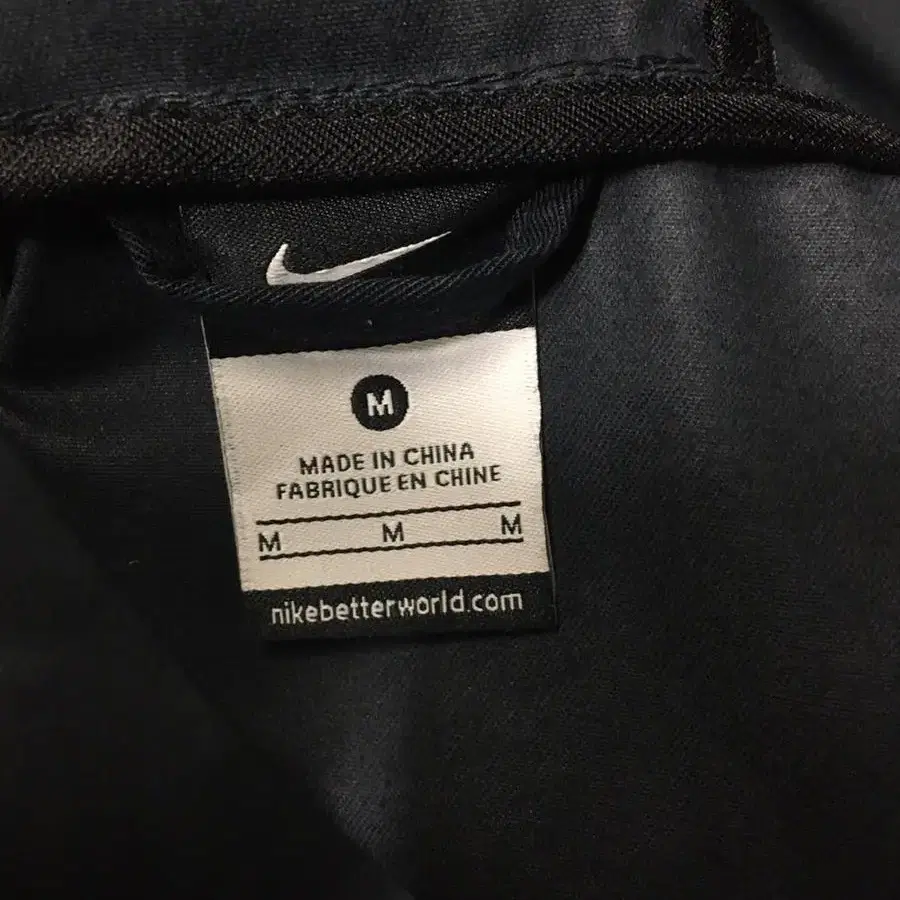 M
MADE IN CHINA
FABRIQUE EN CHINE
M M M
nikebetterworld.com